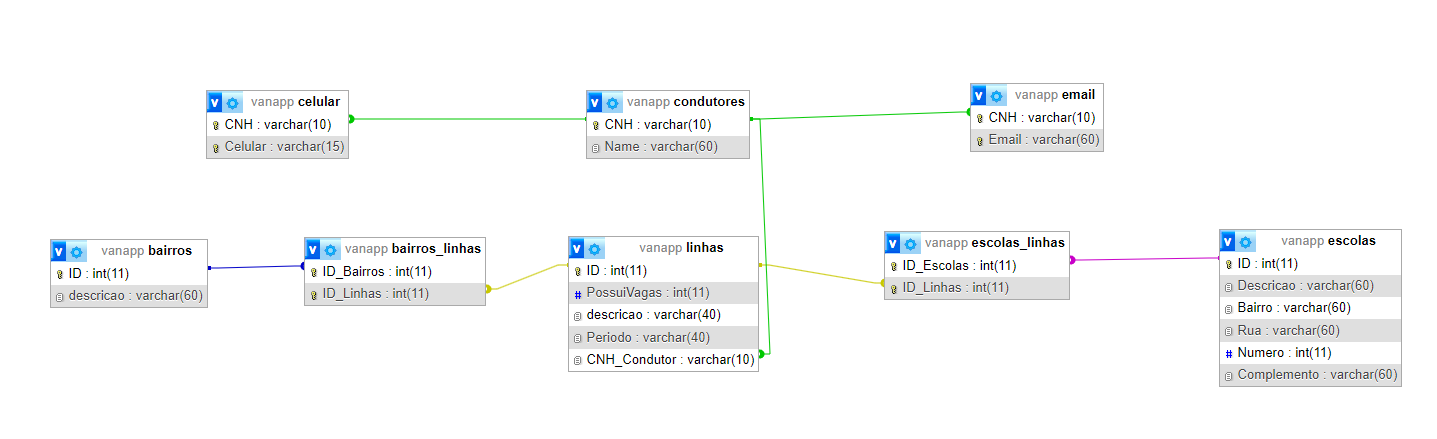 vanapp celular
CNH : varchar(10)
Celular : varchar(15)
vanapp condutores
CNH : varchar(10)
Name : varchar(60)
vanapp email
CNH : varchar(10)
Email : varchar(60)
vanapp bairros
ID : int(11)
descricao : varchar(60)
vanapp bairros_linhas
ID_Bairros : int(11)
ID_Linhas : int(11)
vanapp linhas
ID : int(11)
# PossuiVagas : int(11)
descricao : varchar(40)
Periodo : varchar(40)
CNH_Condutor : varchar(10)
vanapp escolas_linhas
ID_Escolas : int(11)
ID_Linhas : int(11)
vanapp escolas
ID : int(11)
Descricao : varchar(60)
Bairro : varchar(60)
Rua : varchar(60)
# Numero : int(11)
Complemento : varchar(60)